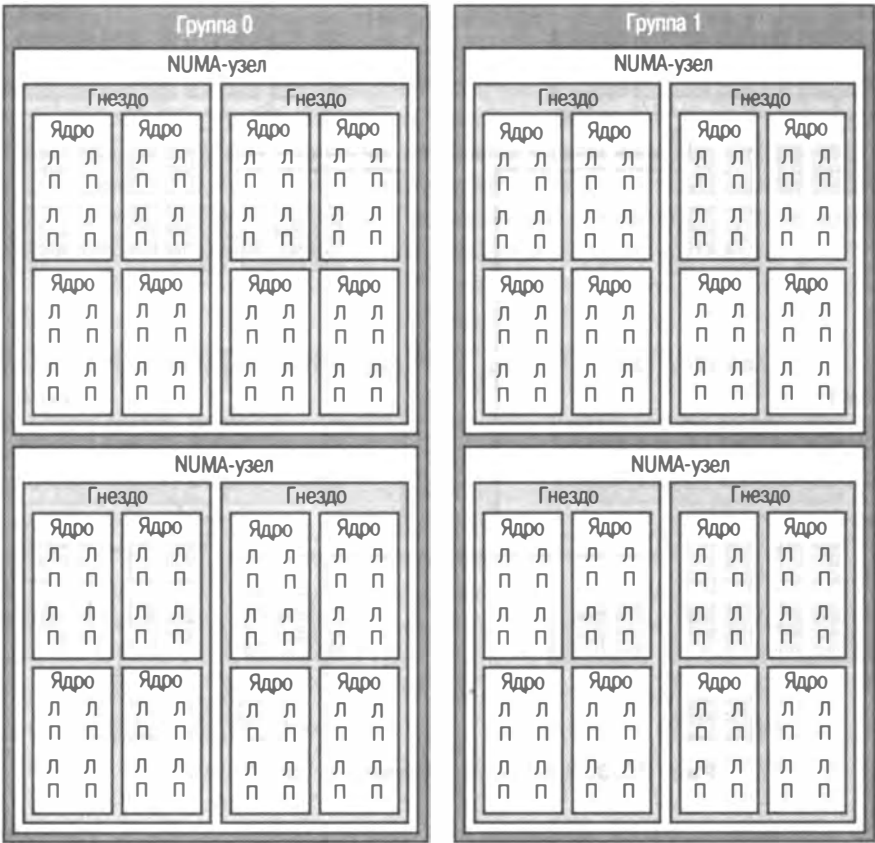 Группа 0
NUMA-узел
Гнездо Гнездо
Ядро Ядро Ядро Ядро
Л Л Л Л Л Л Л Л
П П П П П П П П
Л Л Л Л Л Л Л Л
П П П П П П П П
Ядро Ядро Ядро Ядро
Л Л Л Л Л Л Л Л
П П П П П П П П
Л Л Л Л Л Л Л Л
П П П П П П П П
NUMA-узел
Гнездо Гнездо
Ядро Ядро Ядро Ядро
Л Л Л Л Л Л Л Л
П П П П П П П П
Л Л Л Л Л Л Л Л
П П П П П П П П
Ядро Ядро Ядро Ядро
Л Л Л Л Л Л Л Л
П П П П П П П П
Л Л Л Л Л Л Л Л
П П П П П П П П
Группа 1
NUMA-узел
Гнездо Гнездо
Ядро Ядро Ядро Ядро
Л Л Л Л Л Л Л Л
П П П П П П П П
Л Л Л Л Л Л Л Л
П П П П П П П П
Ядро Ядро Ядро Ядро
Л Л Л Л Л Л Л Л
П П П П П П П П
Л Л Л Л Л Л Л Л
П П П П П П П П
NUMA-узел
Гнездо Гнездо
Ядро Ядро Ядро Ядро
Л Л Л Л Л Л Л Л
П П П П П П П П
Л Л Л Л Л Л Л Л
П П П П П П П П
Ядро Ядро Ядро Ядро
Л Л Л Л Л Л Л Л
П П П П П П П П
Л Л Л Л Л Л Л Л
П П П П П П П П